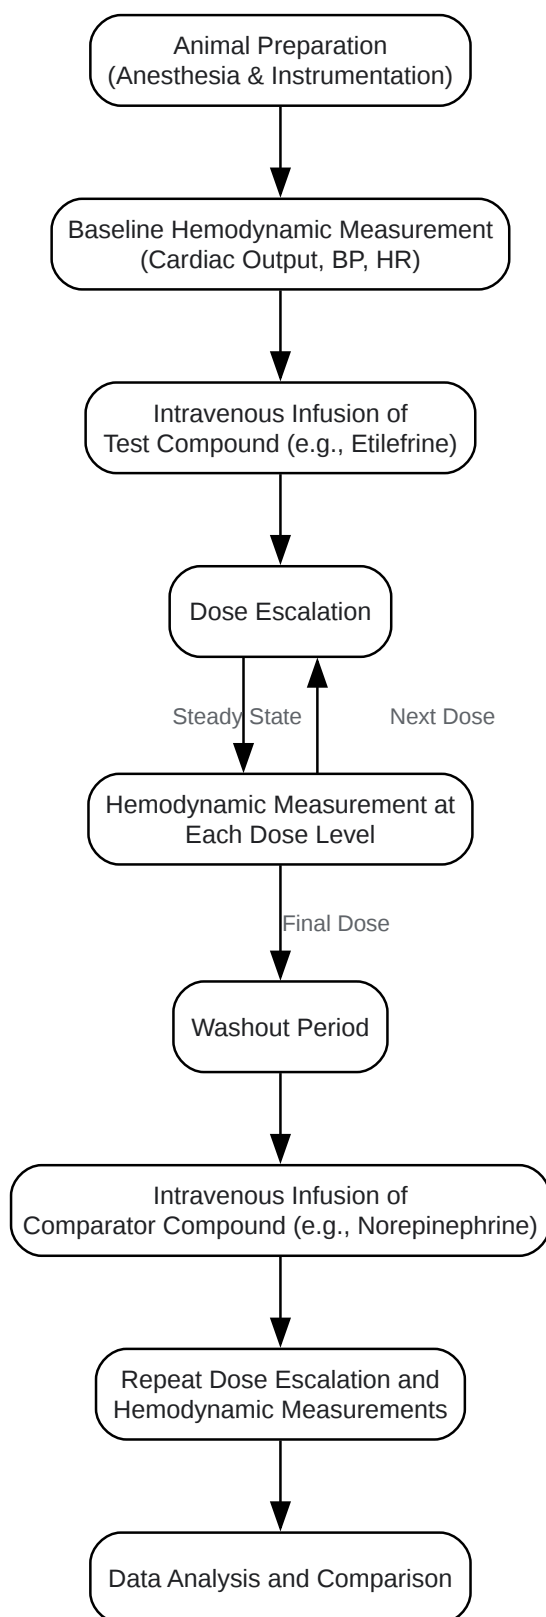 Animal Preparation
(Anesthesia & Instrumentation)
Baseline Hemodynamic Measurement
(Cardiac Output, BP, HR)
Intravenous Infusion of
Test Compound (e.g., Etilefrine)
Dose Escalation
Steady State
Next Dose
Hemodynamic Measurement at
Each Dose Level
Final Dose
Washout Period
Intravenous Infusion of
Comparator Compound (e.g., Norepinephrine)
Repeat Dose Escalation and
Hemodynamic Measurements
Data Analysis and Comparison